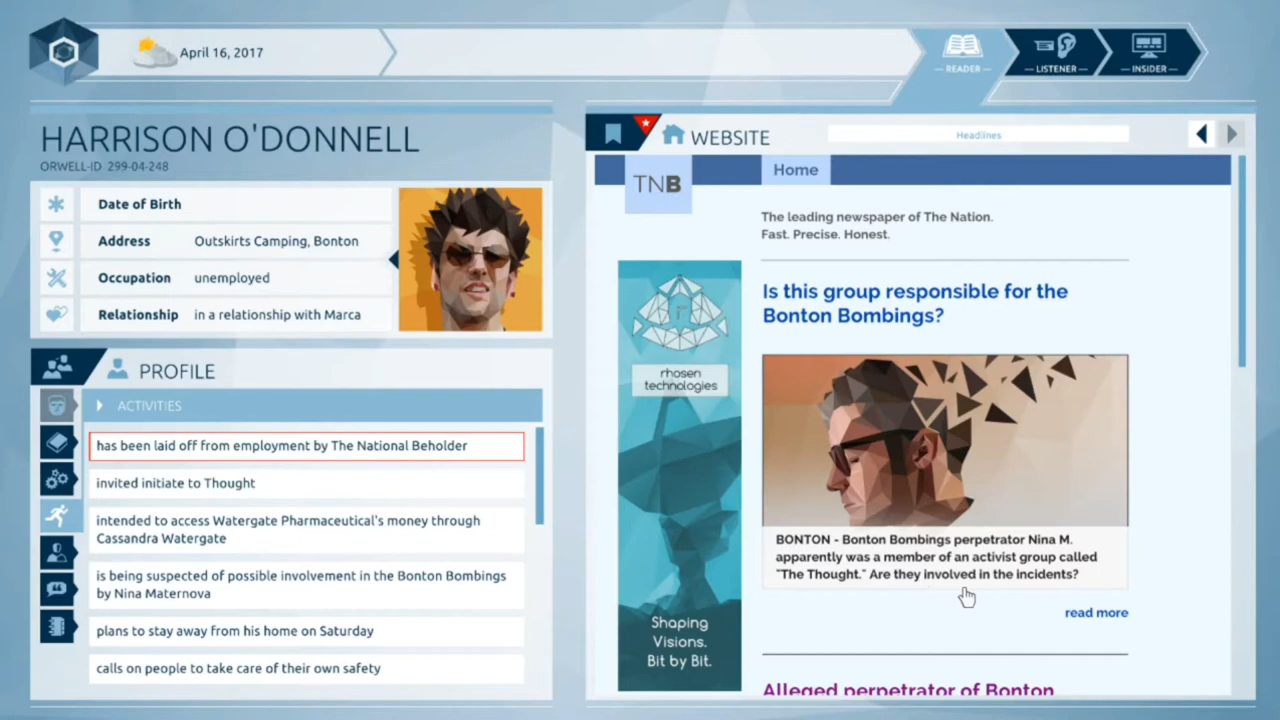 April 16, 2017
— READER —
— LISTENER —
— INSIDER —
HARRISON O'DONNELL
ORWELL-ID 299-04-248
Date of Birth
Address Outskirts Camping, Bonton
Occupation unemployed
Relationship in a relationship with Marca
PROFILE
ACTIVITIES
has been laid off from employment by The National Beholder
invited initiate to Thought
intended to access Watergate Pharmaceutical's money through
Cassandra Watergate
is being suspected of possible involvement in the Bonton Bombings
by Nina Maternova
plans to stay away from his home on Saturday
calls on people to take care of their own safety
WEBSITE
Headlines
TNB
Home
The leading newspaper of The Nation.
Fast. Precise. Honest.
rhosen
technologies
Shaping
Visions.
Bit by Bit.
Is this group responsible for the
Bonton Bombings?
BONTON - Bonton Bombings perpetrator Nina M.
apparently was a member of an activist group called
"The Thought." Are they involved in the incidents?
read more
Alleged perpetrator of Bonton